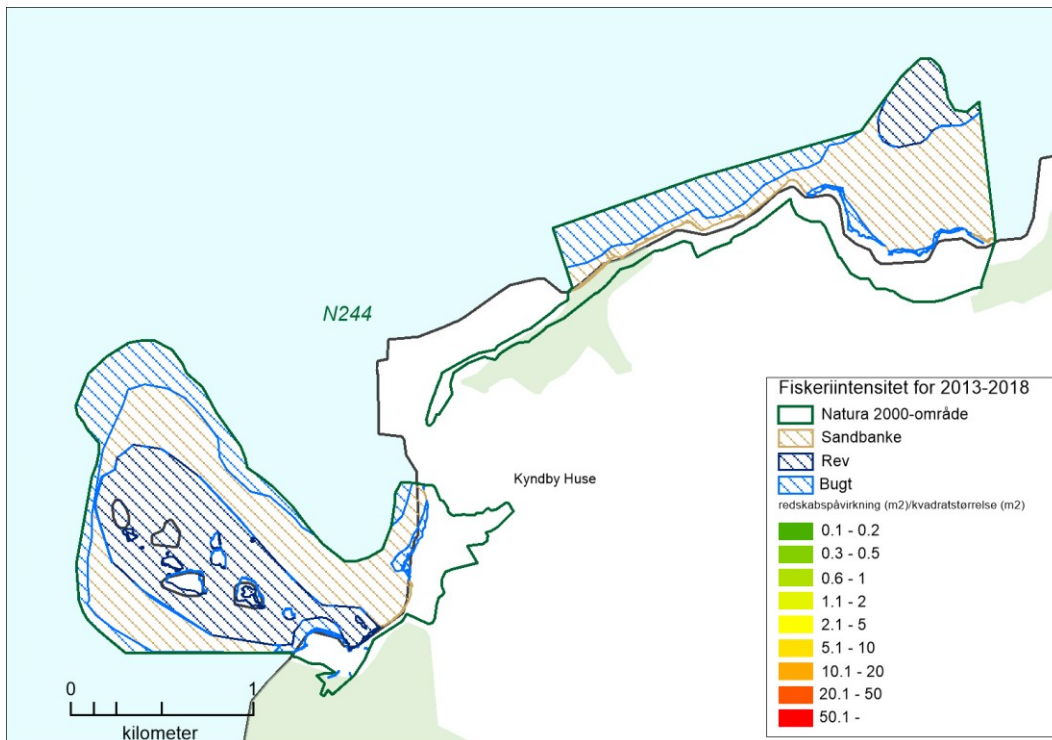 N244
Kyndby Huse
Fiskeriintensitet for 2013-2018
Natura 2000-område
Sandbanke
Rev
Bugt
redskabspåvirkning (m2)/kvadratstørrelse (m2)
0.1 - 0.2
0.3 - 0.5
0.6 - 1
1.1 - 2
2.1 - 5
5.1 - 10
10.1 - 20
20.1 - 50
50.1 -
0 1
kilometer